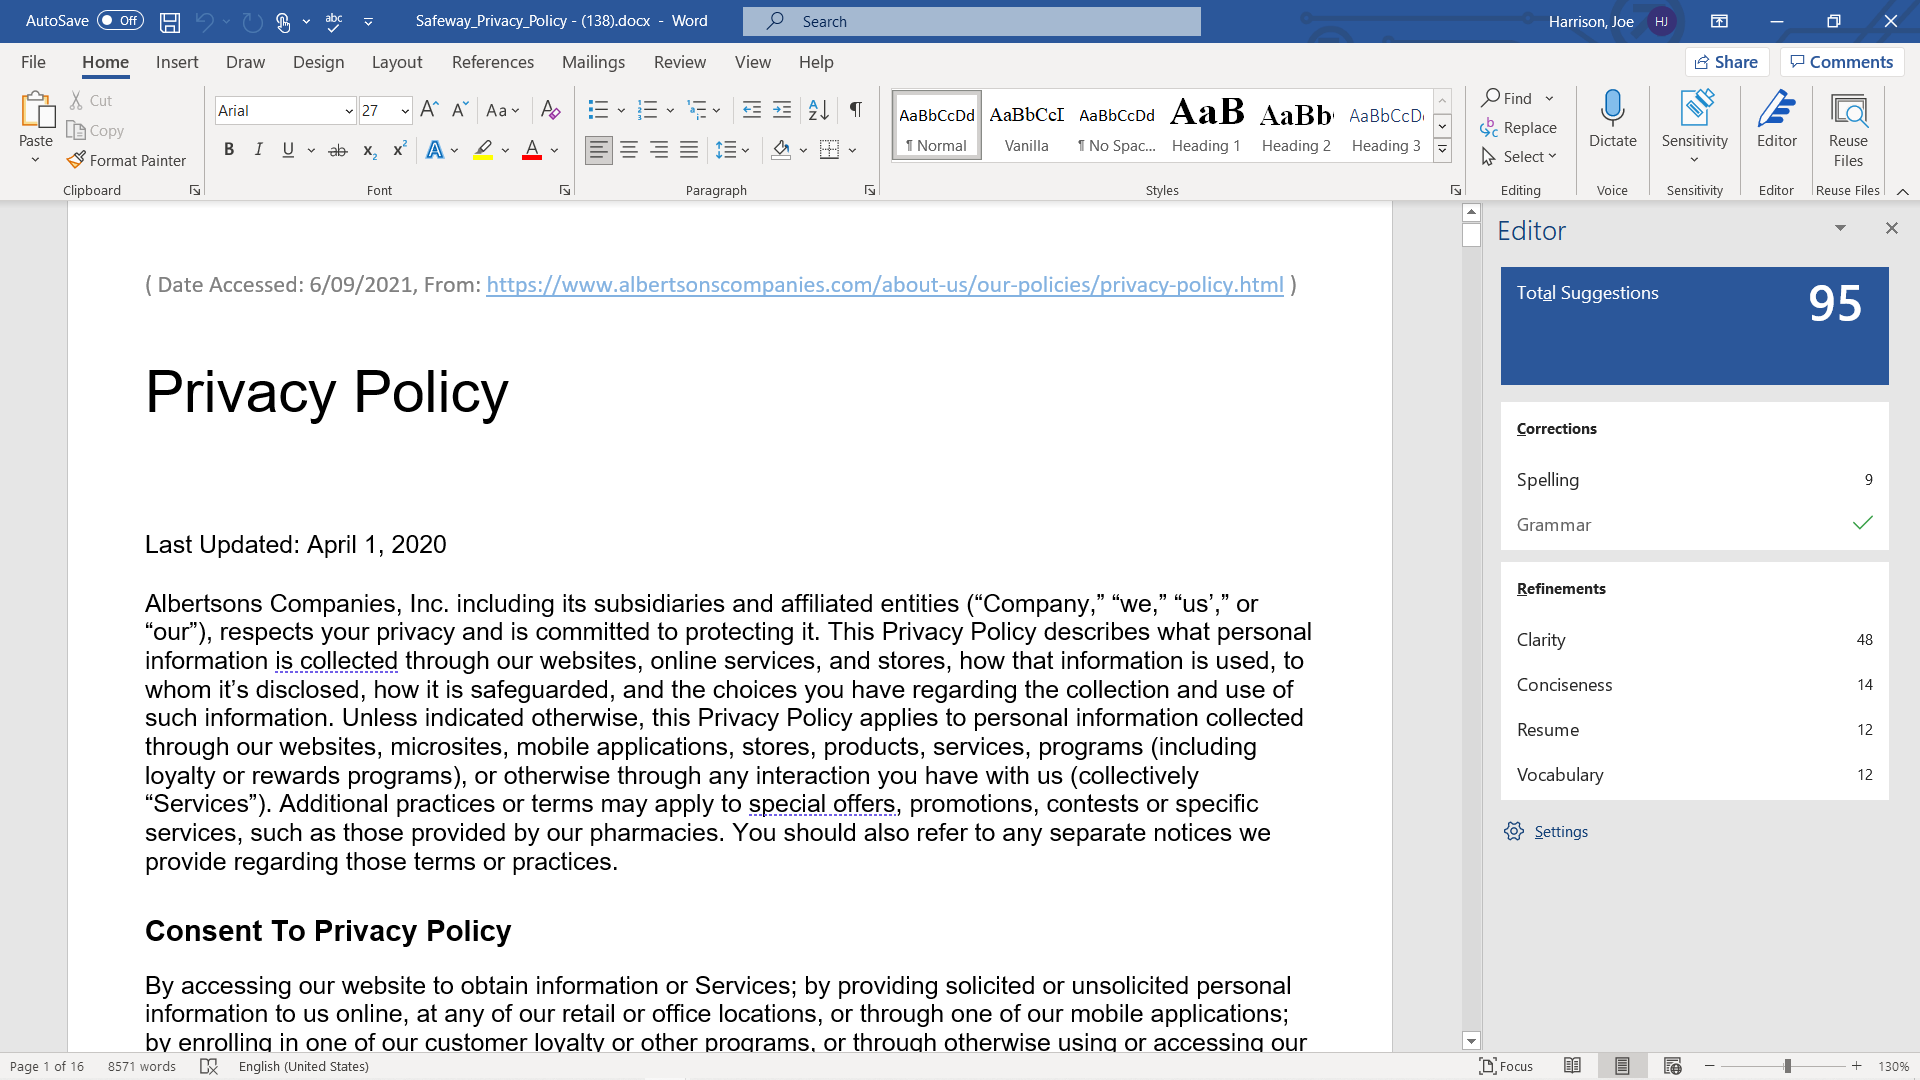 AutoSave Off Safeway_Privacy_Policy - (138).docx - Word Search Harrison, Joe HJ
File Home Insert Draw Design Layout References Mailings Review View Help Share Comments
Paste Cut Copy Format Painter
Clipboard
Arial 27 Aa
B I U ab x2 x2 A A
Font
Paragraph
AaBbCcDd AaBbCcI AaBbCcDd AaB AaBb AaBbCcD
¶ Normal Vanilla ¶ No Spac... Heading 1 Heading 2 Heading 3
Styles
Find Replace Select
Editing
Dictate
Voice
Sensitivity
Sensitivity
Editor
Editor
Reuse Files
Reuse Files
( Date Accessed: 6/09/2021, From: https://www.albertsonscompanies.com/about-us/our-policies/privacy-policy.html )
Privacy Policy
Last Updated: April 1, 2020
Albertsons Companies, Inc. including its subsidiaries and affiliated entities (“Company,” “we,” “us’,” or
“our”), respects your privacy and is committed to protecting it. This Privacy Policy describes what personal
information is collected through our websites, online services, and stores, how that information is used, to
whom it’s disclosed, how it is safeguarded, and the choices you have regarding the collection and use of
such information. Unless indicated otherwise, this Privacy Policy applies to personal information collected
through our websites, microsites, mobile applications, stores, products, services, programs (including
loyalty or rewards programs), or otherwise through any interaction you have with us (collectively
“Services”). Additional practices or terms may apply to special offers, promotions, contests or specific
services, such as those provided by our pharmacies. You should also refer to any separate notices we
provide regarding those terms or practices.
Consent To Privacy Policy
By accessing our website to obtain information or Services; by providing solicited or unsolicited personal
information to us online, at any of our retail or office locations, or through one of our mobile applications;
by enrolling in one of our customer loyalty or other programs, or through otherwise using or accessing our
Editor
Total Suggestions 95
Corrections
Spelling 9
Grammar
Refinements
Clarity 48
Conciseness 14
Resume 12
Vocabulary 12
Settings
Page 1 of 16 8571 words English (United States) Focus 130%